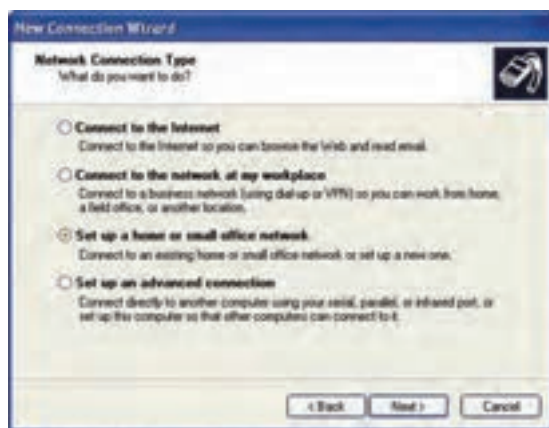 New Connection Wizard
Network Connection Type
What do you want to do?
Connect to the Internet
Connect to the Internet so you can browse the Web and read email.
Connect to the network at my workplace
Connect to a business network (using dial-up or VPN) so you can work from home,
a field office, or another location.
Set up a home or small office network
Connect to an existing home or small office network or set up a new one.
Set up an advanced connection
Connect directly to another computer using your serial, parallel, or infrared port, or
set up this computer so that other computers can connect to it.
< Back Next > Cancel